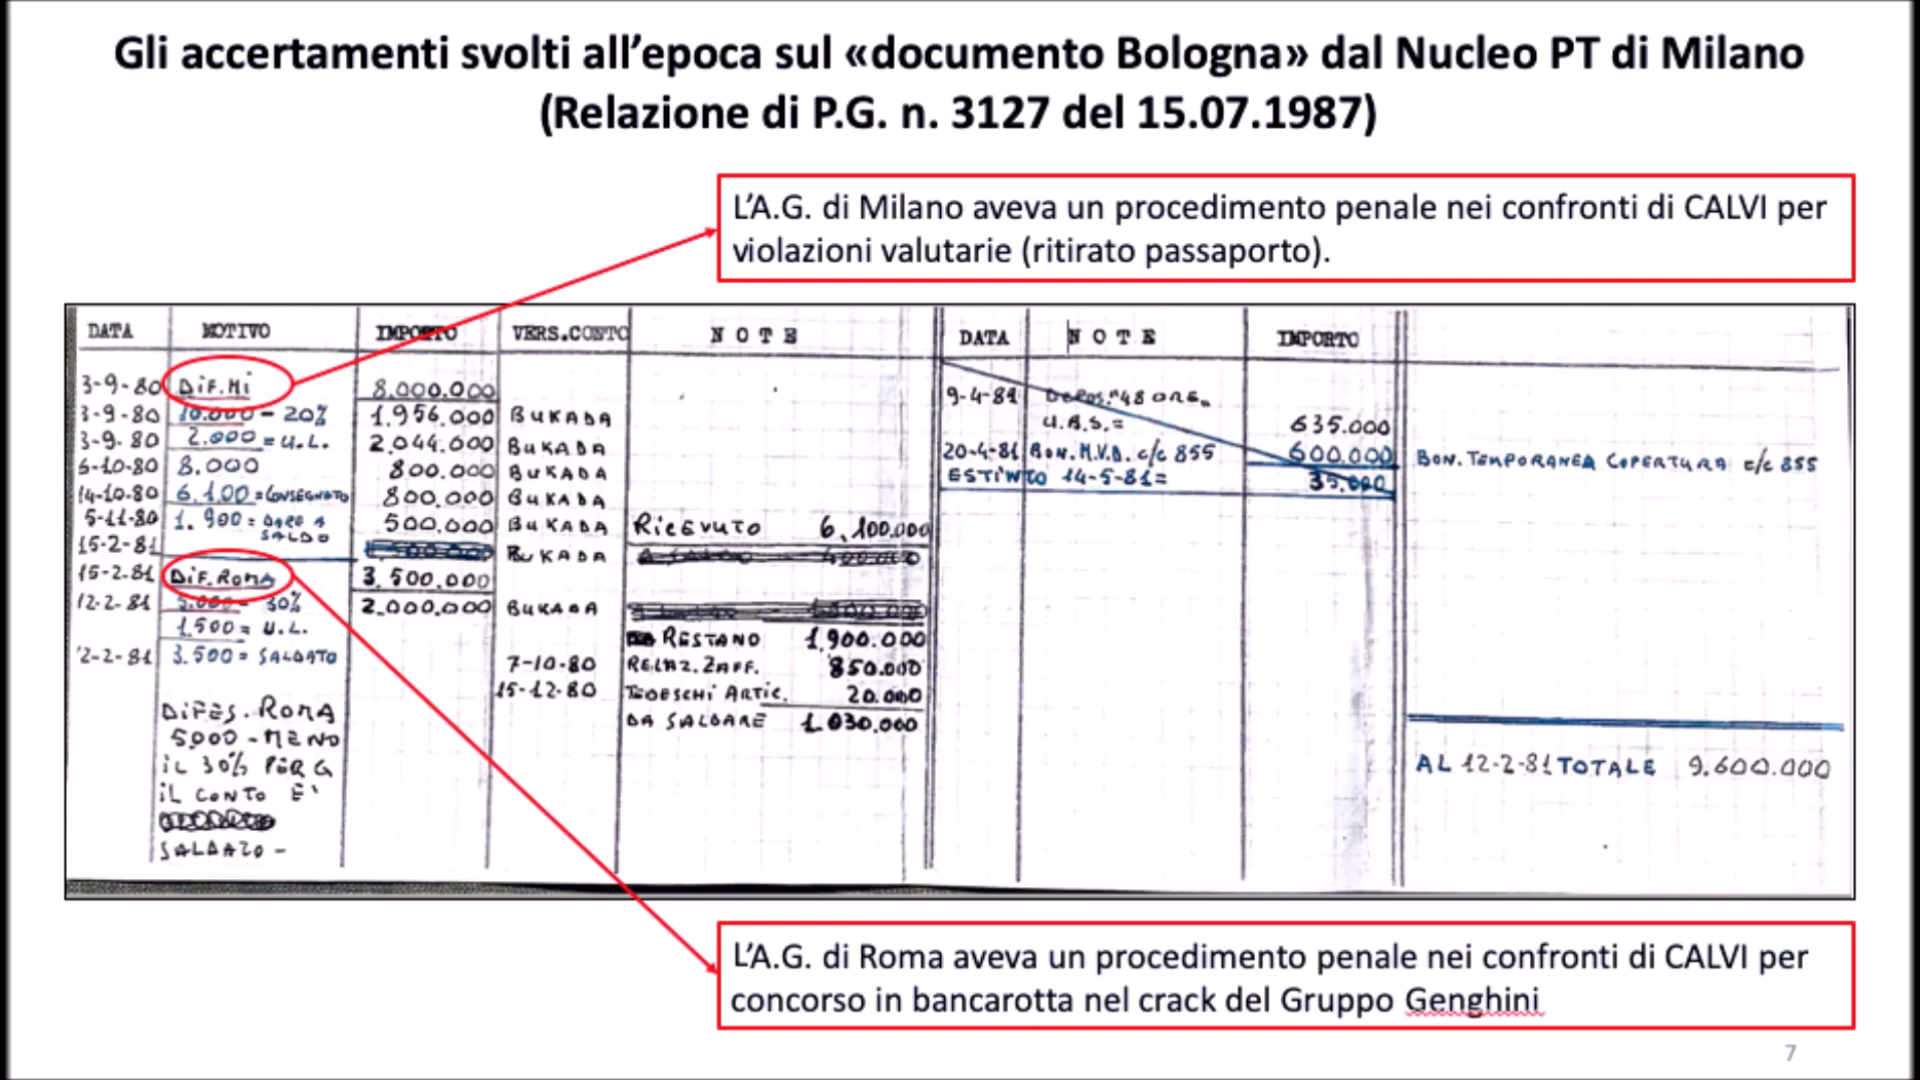 Gli accertamenti svolti all'epoca sul «documento Bologna» dal Nucleo PT di Milano
(Relazione di P.G. n. 3127 del 15.07.1987)
L'A.G. di Milano aveva un procedimento penale nei confronti di CALVI per
violazioni valutarie (ritirato passaporto).
DATA MOTIVO IMPORTO VERS.CONTO NOTE DATA NOTE IMPORTO
3-9-80 DIF.MI 8.000.000
3-9-80 10.000 - 20% 1.956.000 BUKADA
3-9-80 2.000 = U.L. 2.044.000 BUKADA
6-10-80 8.000 800.000 BUKADA
14-10-80 6.100 = CONSEGNATO 800.000 BUKADA
5-11-80 1.900 = DARE A SALDO 500.000 BUKADA RICEVUTO 6.100.000
15-2-81 BUKADA
15-2-81 DIF.ROMA 3.500.000
12-2-81 5.000 - 30% 2.000.000 BUKADA
1.500 = U.L. RESTANO 1.900.000
2-2-81 3.500 = SALDATO 7-10-80 RELAZ.ZAFF. 850.000
15-12-80 TEDESCHI ARTIC. 20.000
DA SALDARE 1.030.000
DIFES. ROMA
5.000 - MENO
IL 30% PER G
IL CONTO E'
SALDATO -
9-4-81 DEPOS. 48 ORE.
U.B.S. = 635.000
20-4-81 BON. M.V.D. c/c 855 600.000 BON. TEMPORANEA COPERTURA c/c 855
ESTINTO 14-5-81 = 35.000
AL 12-2-81 TOTALE 9.600.000
L'A.G. di Roma aveva un procedimento penale nei confronti di CALVI per
concorso in bancarotta nel crack del Gruppo Genghini
7